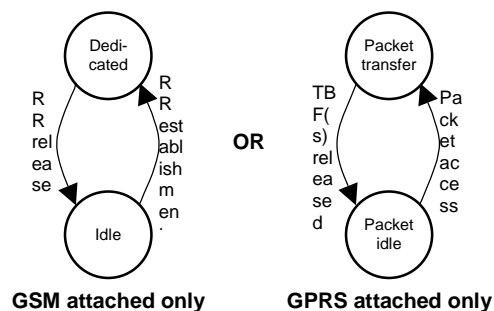 Dedi-
cated
R
R
rel
ea
se
R
R
est
abl
ish
m
en
Idle
GSM attached only
OR
Packet
transfer
TB
F(
s)
rel
ea
se
d
Pa
ck
et
ac
ce
ss
Packet
idle
GPRS attached only